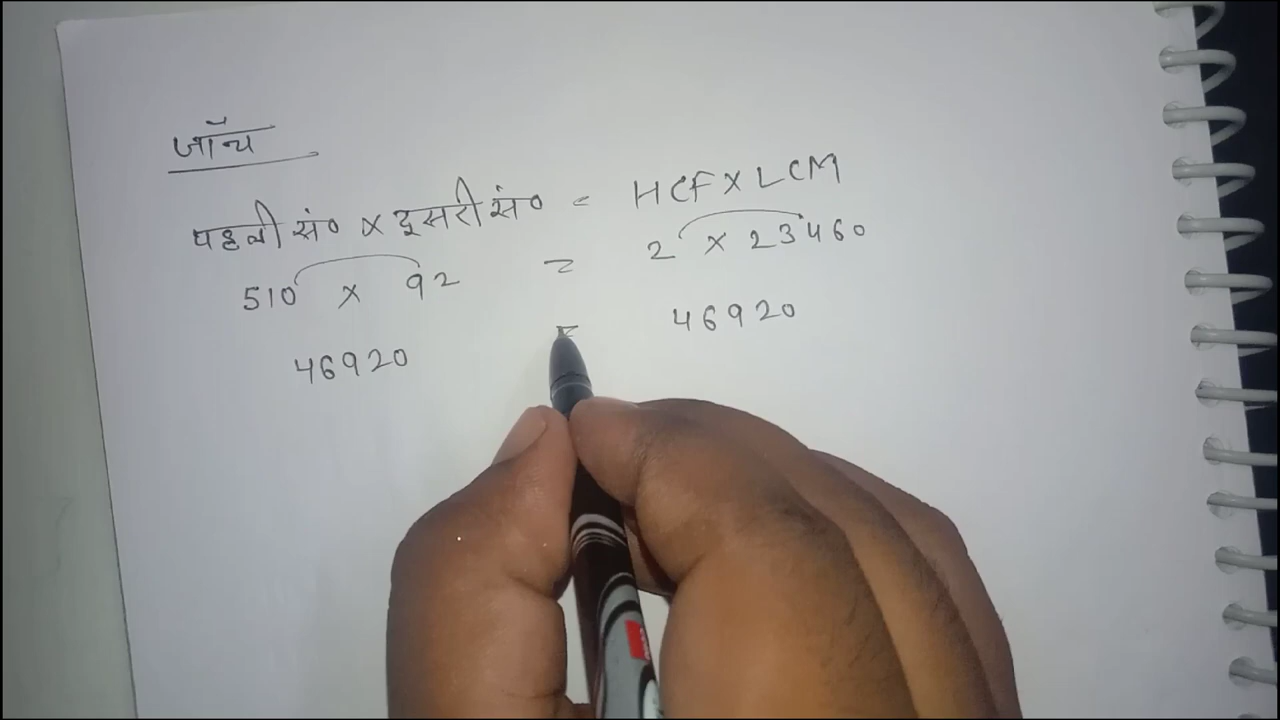 जाँच
पहली सं० x दूसरी सं० = HCF X LCM
510 x 92 = 2 x 23460
46920 = 46920